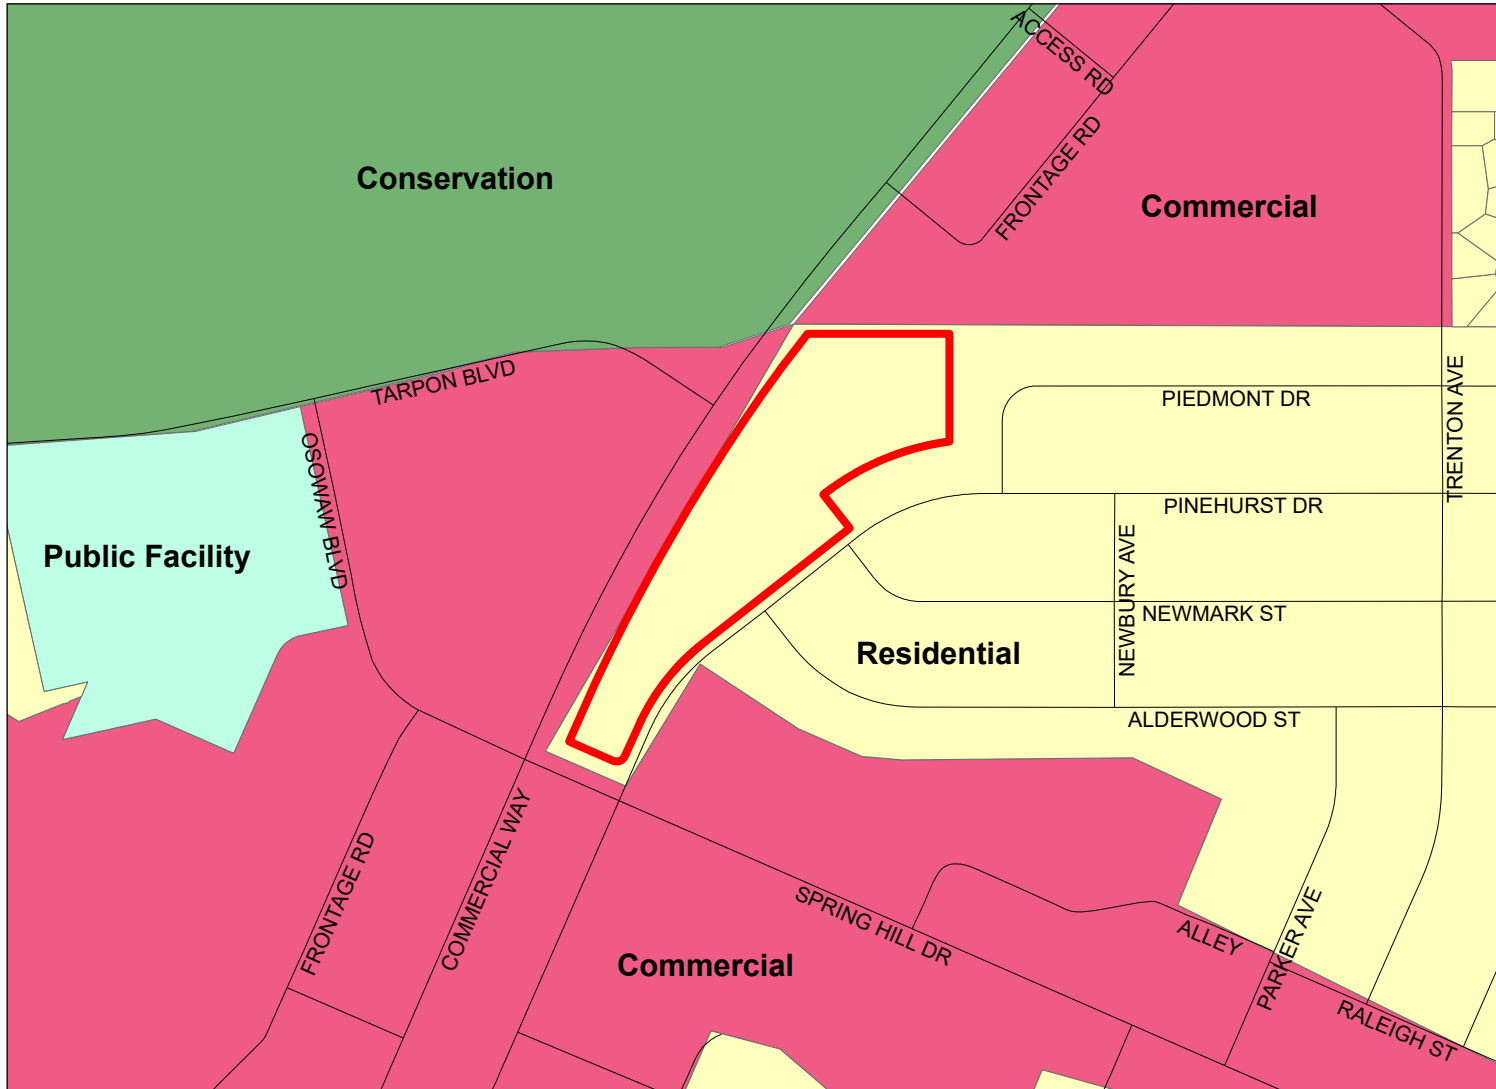 ACCESS RD
Conservation
FRONTAGE RD
Commercial
TARPON BLVD
PIEDMONT DR
TRENTON AVE
OSOWAW BLVD
PINEHURST DR
Public Facility
NEWBURY AVE
NEWMARK ST
Residential
ALDERWOOD ST
FRONTAGE RD
COMMERCIAL WAY
SPRING HILL DR
ALLEY
PARKER AVE
Commercial
RALEIGH ST